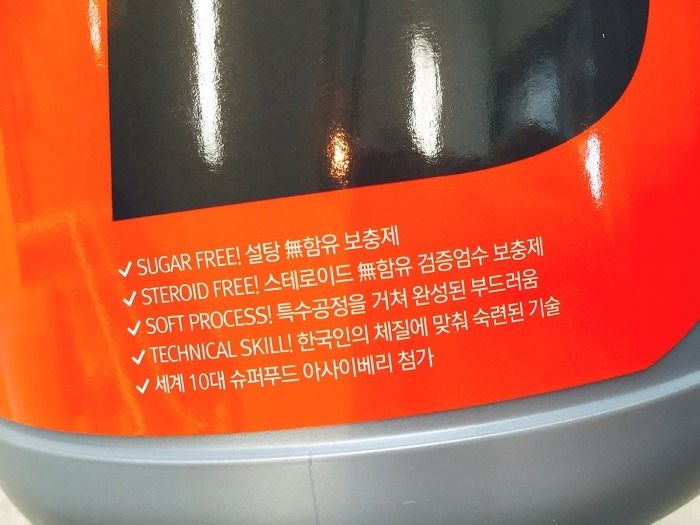 ✓ SUGAR FREE! 설탕 無함유 보충제
✓ STEROID FREE! 스테로이드 無함유 검증엄수 보충제
✓ SOFT PROCESS! 특수공정을 거쳐 완성된 부드러움
✓ TECHNICAL SKILL! 한국인의 체질에 맞춰 숙련된 기술
✓ 세계 10대 슈퍼푸드 아사이베리 첨가